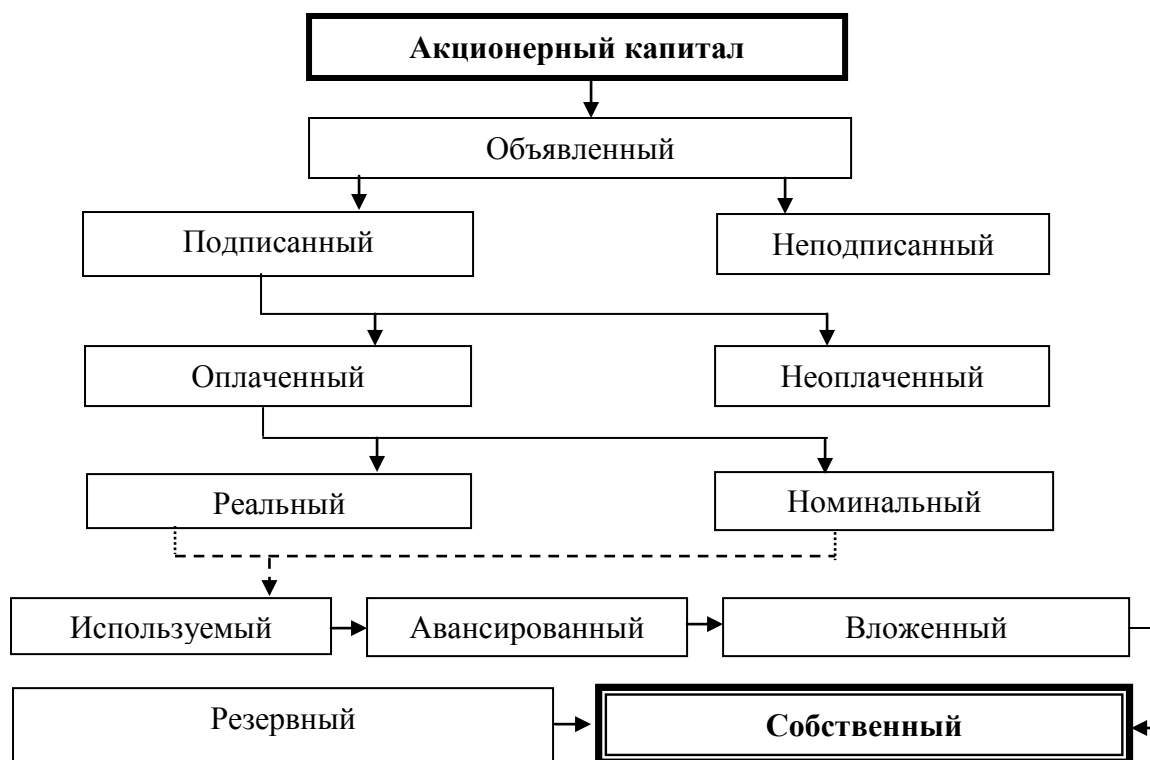 Акционерный капитал
Объявленный
Подписанный
Неподписанный
Оплаченный
Неоплаченный
Реальный
Номинальный
Используемый
Авансированный
Вложенный
Резервный
Собственный